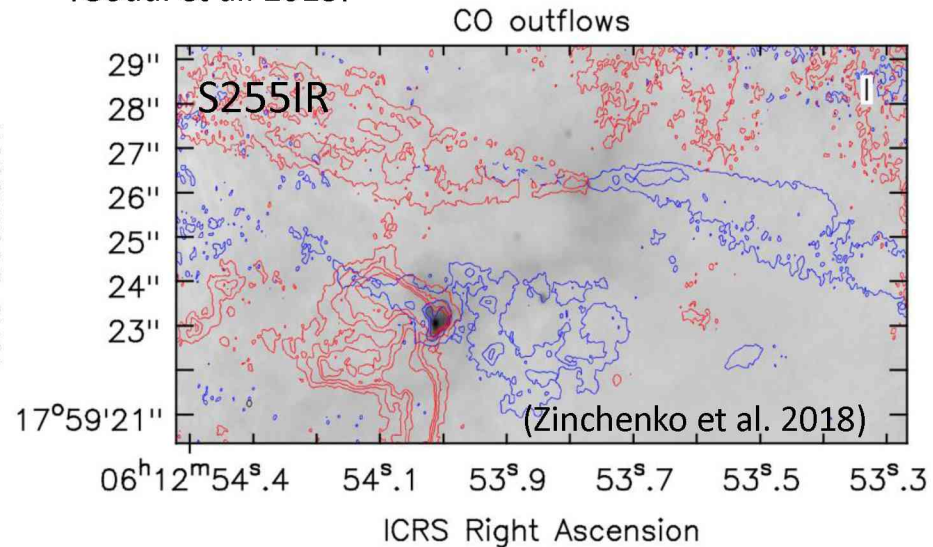 CO outflows
29"
S255IR
28"
27"
26"
25"
24"
23"
17°59'21"
(Zinchenko et al. 2018)
06ʰ12ᵐ54ˢ.4 54ˢ.1 53ˢ.9 53ˢ.7 53ˢ.5 53ˢ.3
ICRS Right Ascension